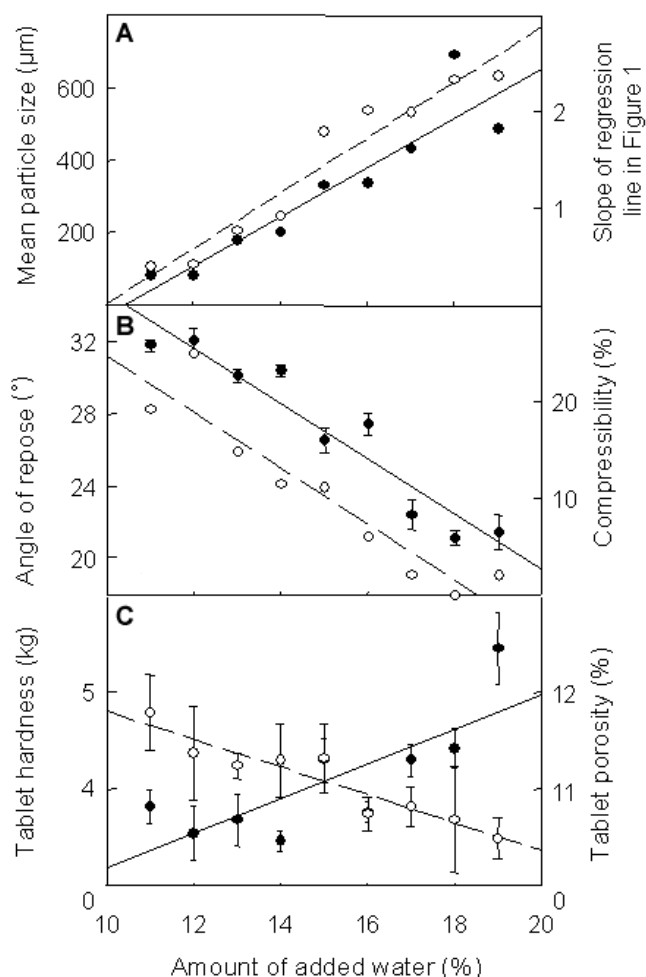 A
Mean particle size (µm)
600
400
200
2
1
Slope of regression
line in Figure 1
B
Angle of repose (°)
32
28
24
20
20
10
Compressibility (%)
C
Tablet hardness (kg)
5
4
0
12
11
0
Tablet porosity (%)
10 12 14 16 18 20
Amount of added water (%)